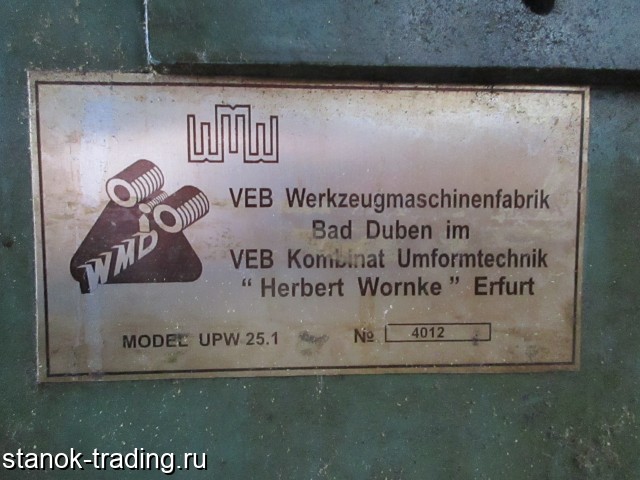 WMW
WMD
VEB Werkzeugmaschinenfabrik
Bad Duben im
VEB Kombinat Umformtechnik
“ Herbert Wornke ” Erfurt
MODEL UPW 25.1 № 4012
stanok-trading.ru